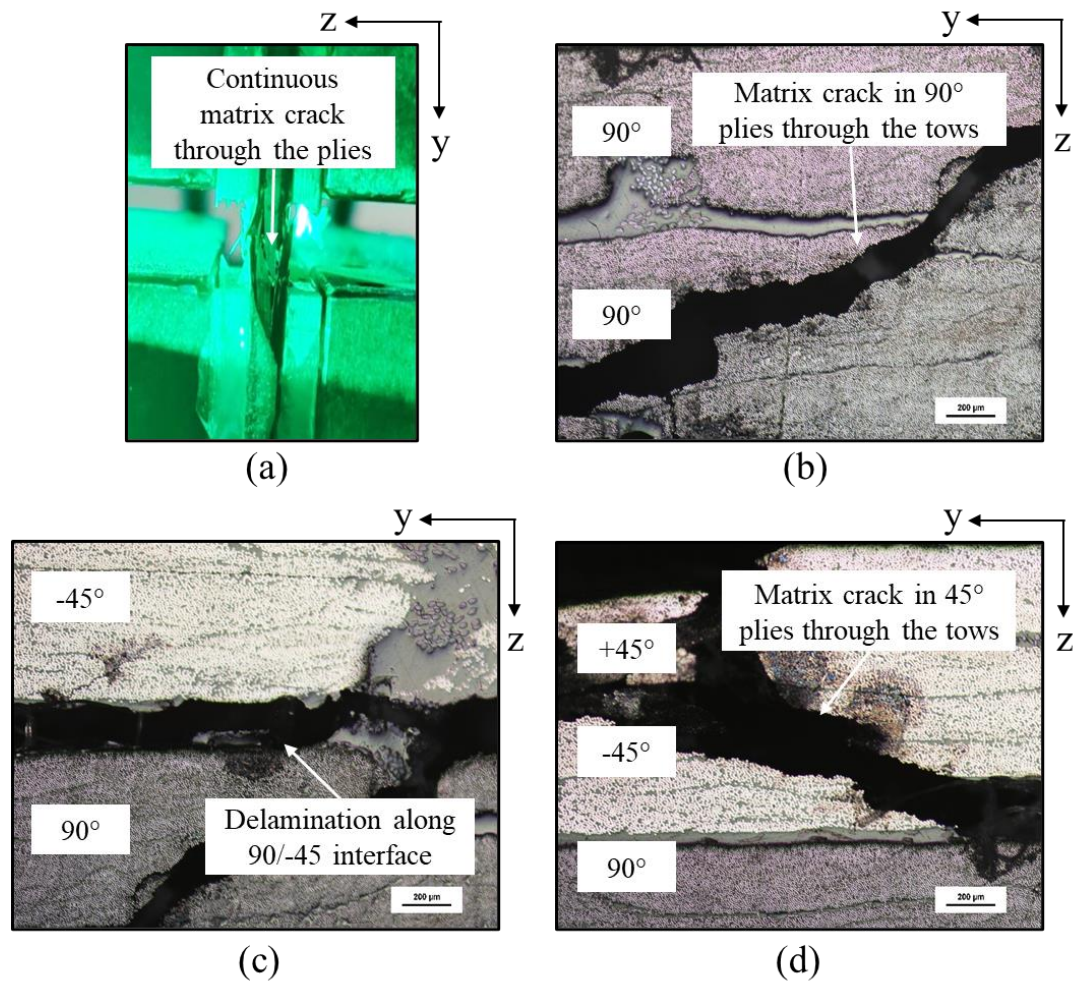 z
y
Continuous
matrix crack
through the plies
(a)
y
z
Matrix crack in 90°
plies through the tows
90°
90°
200 µm
(b)
y
z
-45°
90°
Delamination along
90/-45 interface
200 µm
(c)
y
z
Matrix crack in 45°
plies through the tows
+45°
-45°
90°
200 µm
(d)